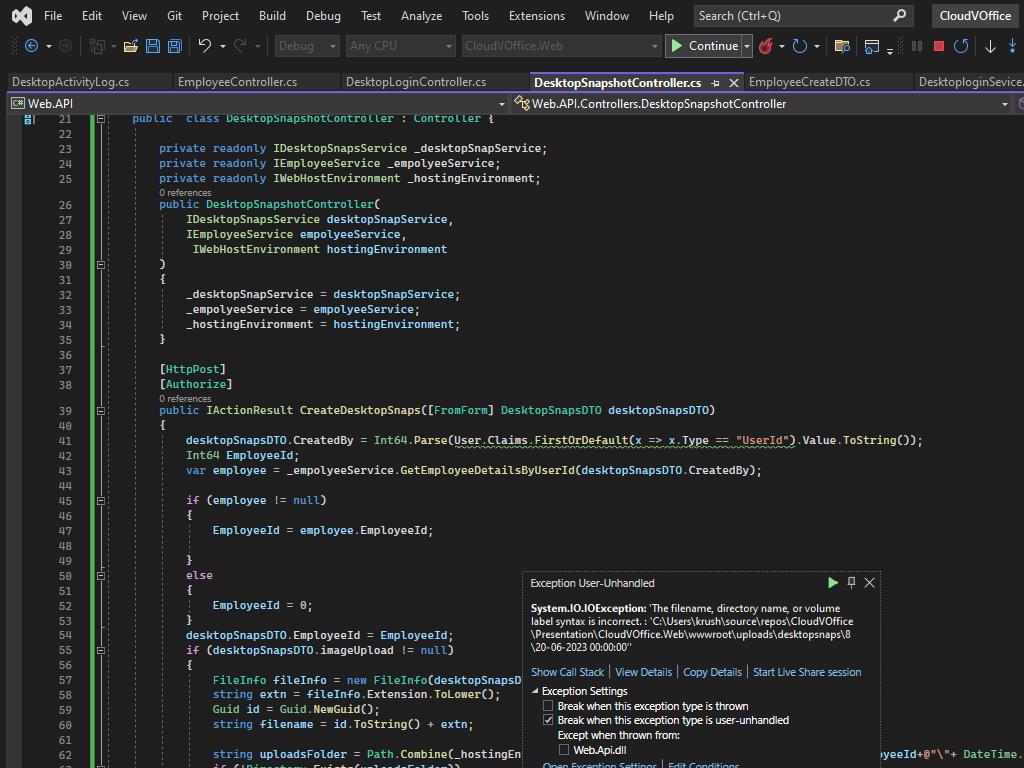 File Edit View Git Project Build Debug Test Analyze Tools Extensions Window Help Search (Ctrl+Q) CloudVOffice
Debug Any CPU CloudVOffice.Web Continue
DesktopActivityLog.cs EmployeeController.cs DesktopLoginController.cs DesktopSnapshotController.cs EmployeeCreateDTO.cs DesktoploginSevice.
C# Web.API Web.API.Controllers.DesktopSnapshotController
21 public class DesktopSnapshotController : Controller {
22
23 private readonly IDesktopSnapsService _desktopSnapService;
24 private readonly IEmployeeService _empolyeeService;
25 private readonly IWebHostEnvironment _hostingEnvironment;
0 references
26 public DesktopSnapshotController(
27 IDesktopSnapsService desktopSnapService,
28 IEmployeeService empolyeeService,
29 IWebHostEnvironment hostingEnvironment
30 )
31 {
32 _desktopSnapService = desktopSnapService;
33 _empolyeeService = empolyeeService;
34 _hostingEnvironment = hostingEnvironment;
35 }
36
37 [HttpPost]
38 [Authorize]
0 references
39 public IActionResult CreateDesktopSnaps([FromForm] DesktopSnapsDTO desktopSnapsDTO)
40 {
41 desktopSnapsDTO.CreatedBy = Int64.Parse(User.Claims.FirstOrDefault(x => x.Type == "UserId").Value.ToString());
42 Int64 EmployeeId;
43 var employee = _empolyeeService.GetEmployeeDetailsByUserId(desktopSnapsDTO.CreatedBy);
44
45 if (employee != null)
46 {
47 EmployeeId = employee.EmployeeId;
48
49 }
50 else
51 {
52 EmployeeId = 0;
53 }
54 desktopSnapsDTO.EmployeeId = EmployeeId;
55 if (desktopSnapsDTO.imageUpload != null)
56 {
57 FileInfo fileInfo = new FileInfo(desktopSnapsD
58 string extn = fileInfo.Extension.ToLower();
59 Guid id = Guid.NewGuid();
60 string filename = id.ToString() + extn;
61
62 string uploadsFolder = Path.Combine(_hostingEn yeeId+@"\"+ DateTime.
63 if (!Directory.Exists(uploadsFolder))
Exception User-Unhandled
System.IO.IOException: 'The filename, directory name, or volume
label syntax is incorrect. : 'C:\Users\krush\source\repos\CloudVOffice
\Presentation\CloudVOffice.Web\wwwroot\uploads\desktopsnaps\8
\20-06-2023 00:00:00''
Show Call Stack | View Details | Copy Details | Start Live Share session
Exception Settings
Break when this exception type is thrown
Break when this exception type is user-unhandled
Except when thrown from:
Web.Api.dll
Open Exception Settings | Edit Conditions